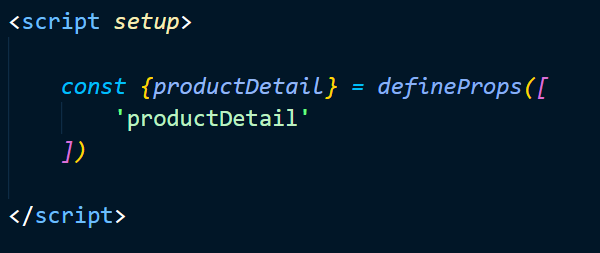 <script setup>
const {productDetail} = defineProps([
'productDetail'
])
</script>